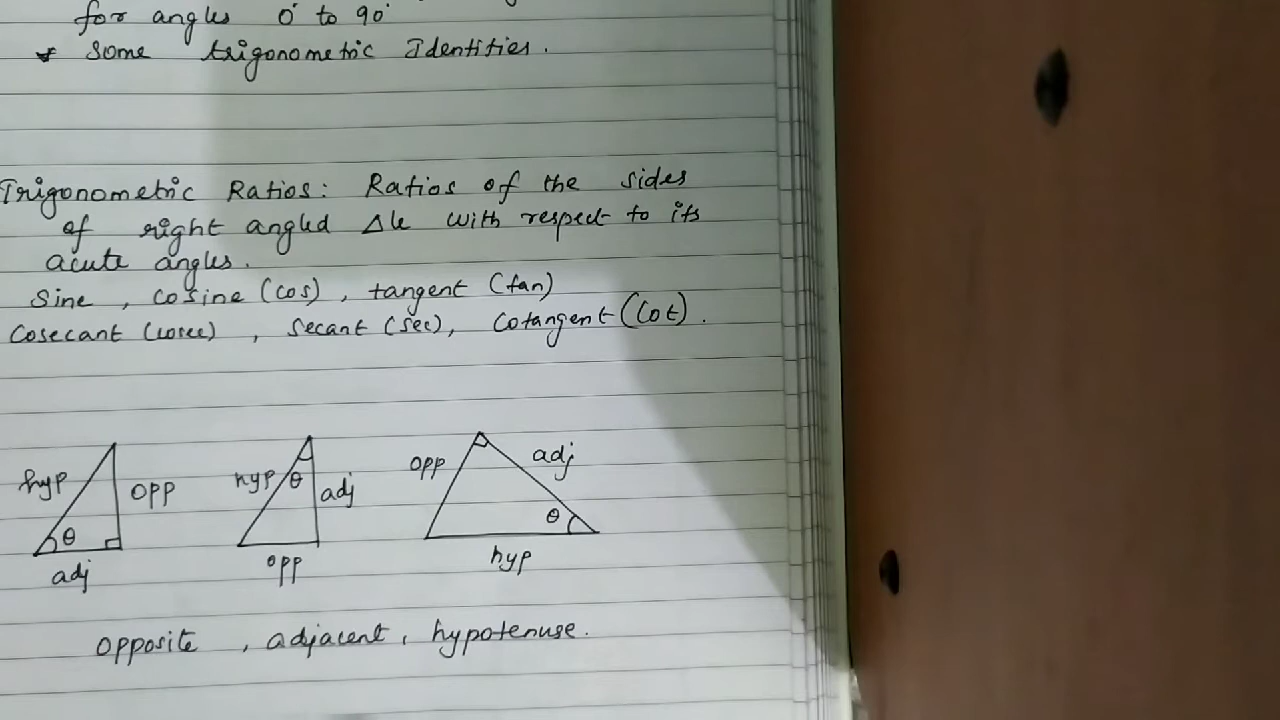 for angles 0° to 90°
* Some trigonometric Identities.
Trigonometric Ratios: Ratios of the sides
of right angled Δle with respect to its
acute angles.
Sine, cosine (cos), tangent (tan)
Cosecant (cosec), Secant (sec), Cotangent (Cot).
hyp opp θ adj
hyp θ adj opp
opp adj θ hyp
opposite, adjacent, hypotenuse.